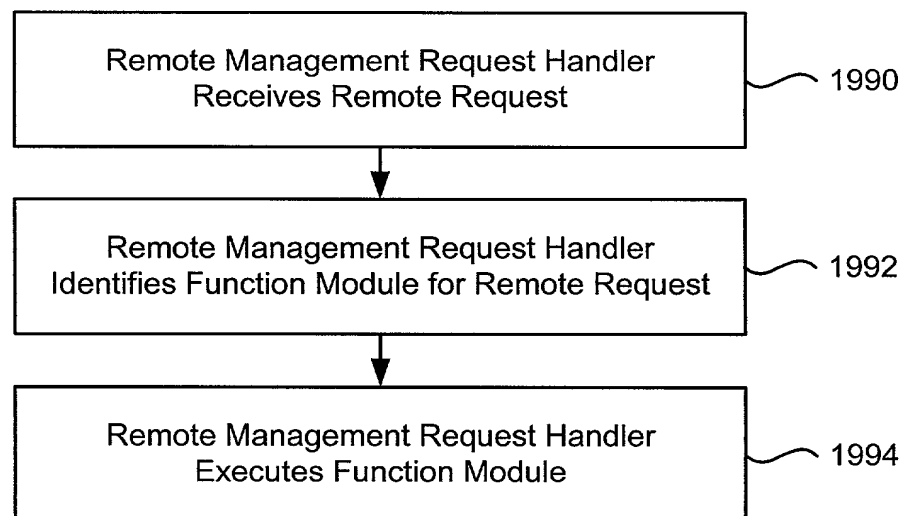 Remote Management Request Handler
Receives Remote Request
1990
Remote Management Request Handler
Identifies Function Module for Remote Request
1992
Remote Management Request Handler
Executes Function Module
1994